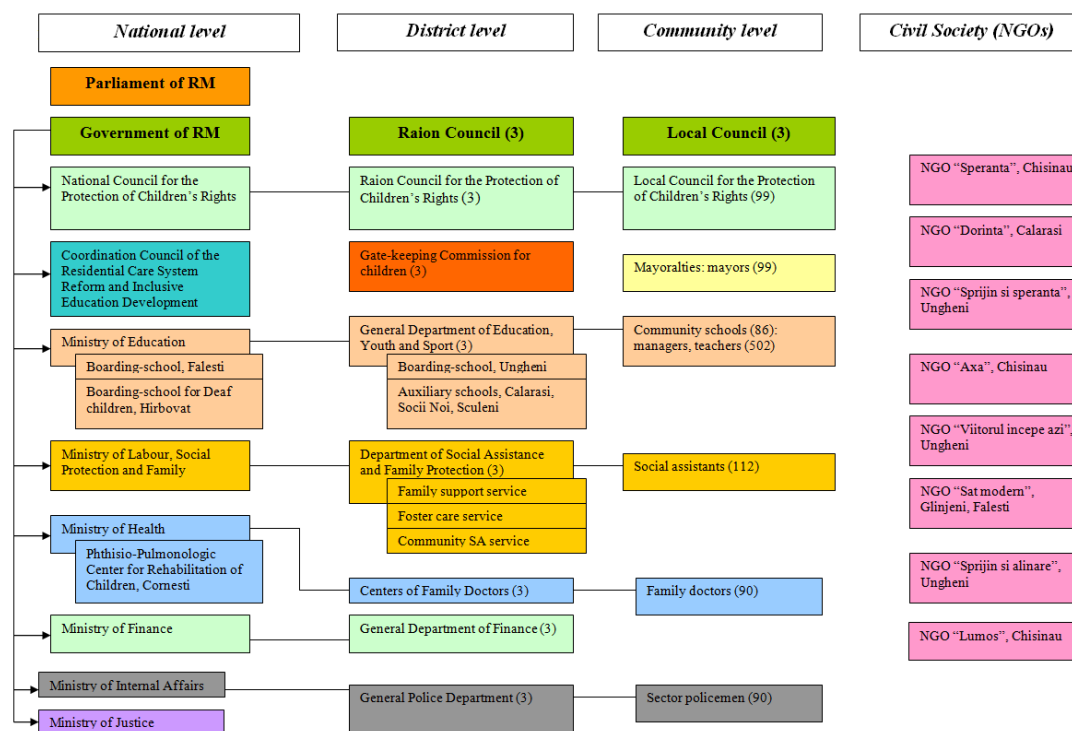 National level
District level
Community level
Civil Society (NGOs)
Parliament of RM
Government of RM
Raion Council (3)
Local Council (3)
National Council for the
Protection of Children's Rights
Raion Council for the Protection of
Children's Rights (3)
Local Council for the Protection
of Children's Rights (99)
NGO "Speranta", Chisinau
Coordination Council of the
Residential Care System
Reform and Inclusive
Education Development
Gate-keeping Commission for
children (3)
Mayoralties: mayors (99)
NGO "Dorinta", Calarasi
NGO "Sprijin si speranta",
Ungheni
Ministry of Education
Boarding-school, Falesti
Boarding-school for Deaf
children, Hirbovat
General Department of Education,
Youth and Sport (3)
Boarding-school, Ungheni
Auxiliary schools, Calarasi,
Socii Noi, Sculeni
Community schools (86):
managers, teachers (502)
NGO "Axa", Chisinau
NGO "Viitorul incepe azi",
Ungheni
Ministry of Labour, Social
Protection and Family
Department of Social Assistance
and Family Protection (3)
Family support service
Foster care service
Community SA service
Social assistants (112)
NGO "Sat modern",
Glinjeni, Falesti
Ministry of Health
Phthisio-Pulmonologic
Center for Rehabilitation of
Children, Cornesti
Centers of Family Doctors (3)
Family doctors (90)
NGO "Sprijin si alinare",
Ungheni
Ministry of Finance
General Department of Finance (3)
NGO "Lumos", Chisinau
Ministry of Internal Affairs
General Police Department (3)
Sector policemen (90)
Ministry of Justice